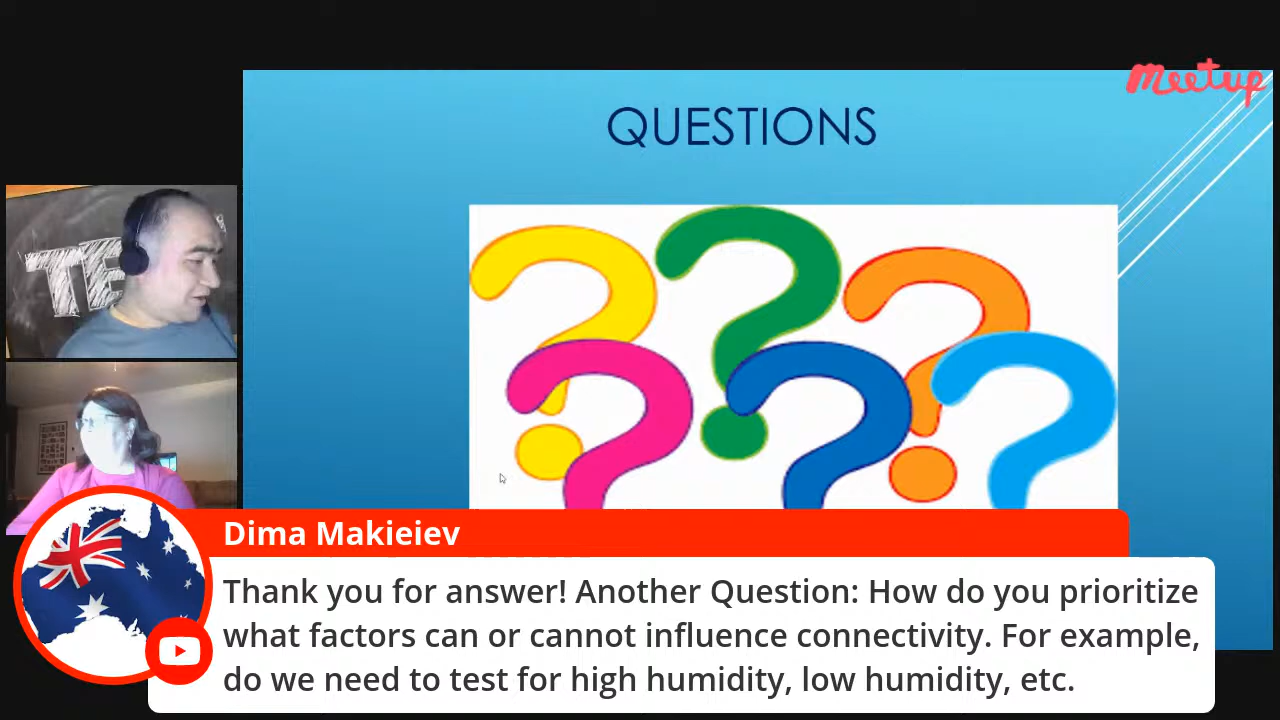 meetup
QUESTIONS
TE
Dima Makieiev
Thank you for answer! Another Question: How do you prioritize
what factors can or cannot influence connectivity. For example,
do we need to test for high humidity, low humidity, etc.